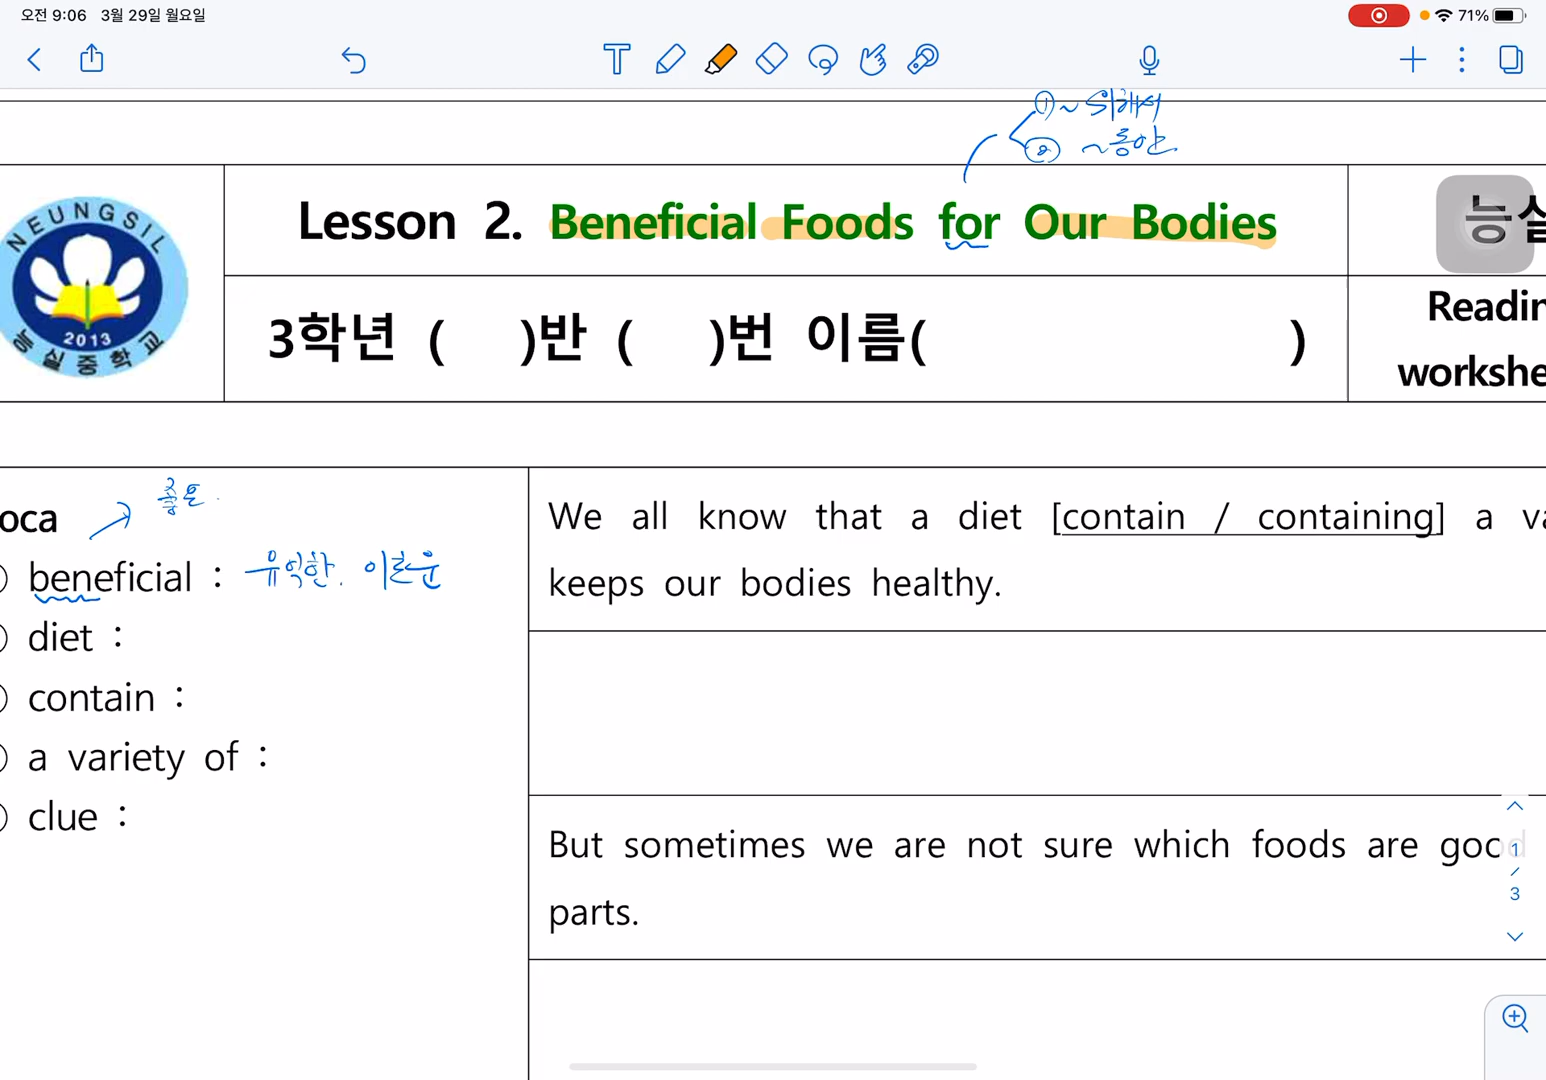 오전 9:06 3월 29일 월요일
71%
① ~ 위해서
② ~ 동안
NEUNGSIL
2013
능실중학교
Lesson 2. Beneficial Foods for Our Bodies
능실
3학년 ( )반 ( )번 이름( )
Readin
workshe
oca
좋은.
beneficial : 유익한. 이로운
diet :
contain :
a variety of :
clue :
We all know that a diet [contain / containing] a va
keeps our bodies healthy.
But sometimes we are not sure which foods are good
parts.
1
/
3